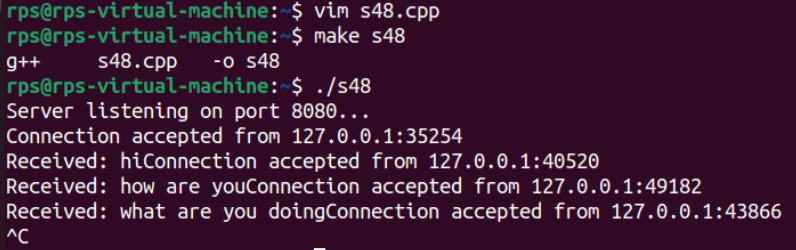 rps@rps-virtual-machine:~$ vim s48.cpp
rps@rps-virtual-machine:~$ make s48
g++     s48.cpp   -o s48
rps@rps-virtual-machine:~$ ./s48
Server listening on port 8080...
Connection accepted from 127.0.0.1:35254
Received: hiConnection accepted from 127.0.0.1:40520
Received: how are youConnection accepted from 127.0.0.1:49182
Received: what are you doingConnection accepted from 127.0.0.1:43866
^C